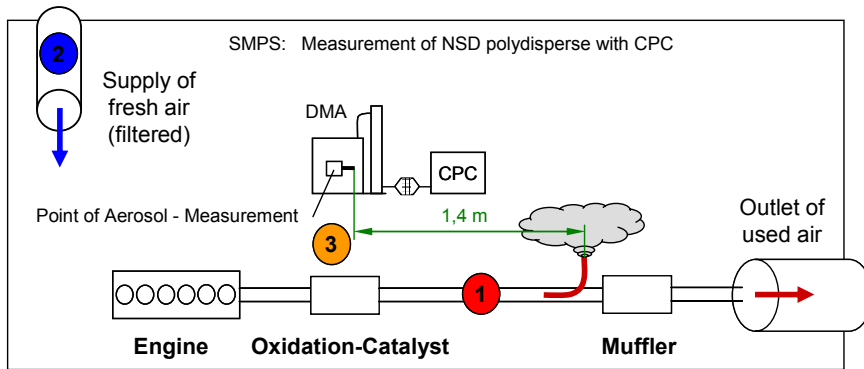 SMPS: Measurement of NSD polydisperse with CPC
2
Supply of
fresh air
(filtered)
DMA
CPC
Point of Aerosol - Measurement
1,4 m
3
Outlet of
used air
1
Engine
Oxidation-Catalyst
Muffler